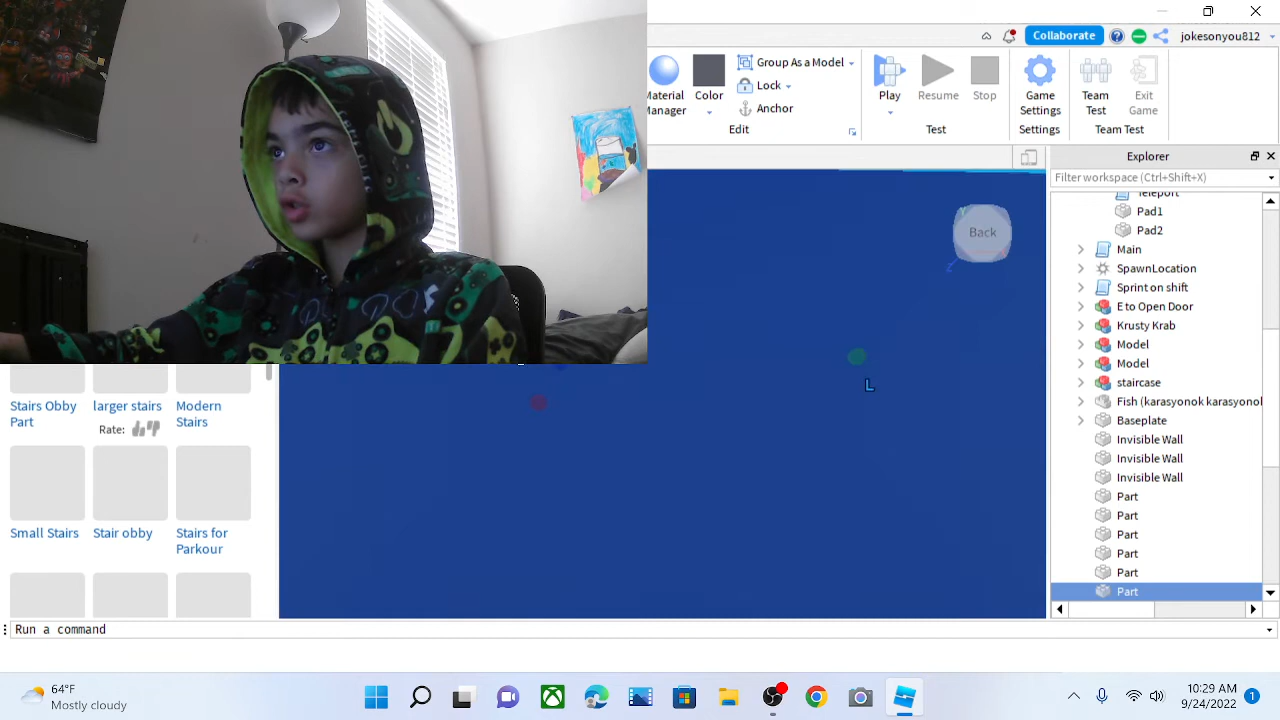 Collaborate
jokesonyou812
Material
Manager
Color
Group As a Model
Lock
Anchor
Edit
Play
Resume
Stop
Test
Game
Settings
Settings
Team
Test
Exit
Game
Team Test
Explorer
Filter workspace (Ctrl+Shift+X)
Teleport
Pad1
Pad2
Main
SpawnLocation
Sprint on shift
E to Open Door
Krusty Krab
Model
Model
staircase
Fish (karasyonok karasyonol
Baseplate
Invisible Wall
Invisible Wall
Invisible Wall
Part
Part
Part
Part
Part
Part
Back
Z
L
Stairs Obby
Part
larger stairs
Rate:
Modern
Stairs
Small Stairs
Stair obby
Stairs for
Parkour
Run a command
64°F
Mostly cloudy
10:29 AM
9/24/2022
1